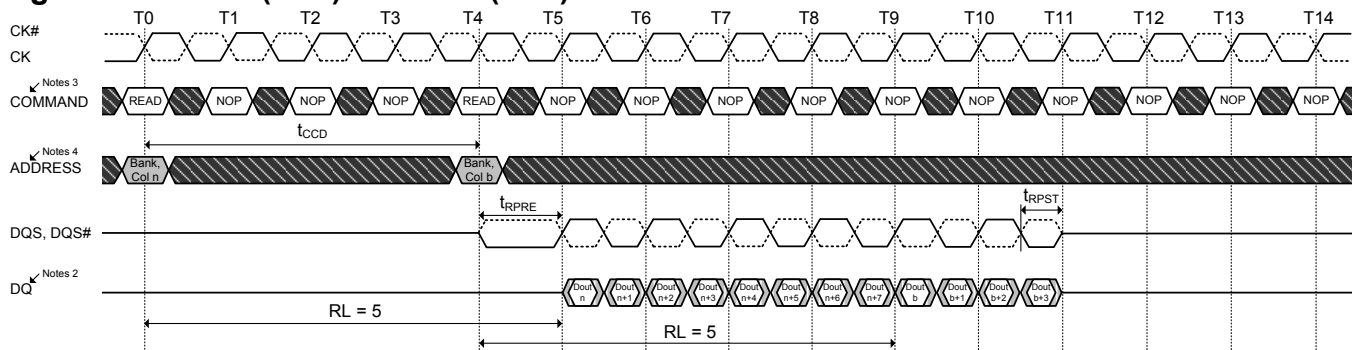 T0 T1 T2 T3 T4 T5 T6 T7 T8 T9 T10 T11 T12 T13 T14
CK#
CK
Notes 3
COMMAND READ NOP NOP NOP READ NOP NOP NOP NOP NOP NOP NOP NOP NOP NOP
tCCD
Notes 4
ADDRESS Bank, Col n Bank, Col b
tRPRE tRPST
DQS, DQS#
Notes 2
DQ Dout n Dout n+1 Dout n+2 Dout n+3 Dout n+4 Dout n+5 Dout n+6 Dout n+7 Dout b Dout b+1 Dout b+2 Dout b+3
RL = 5
RL = 5